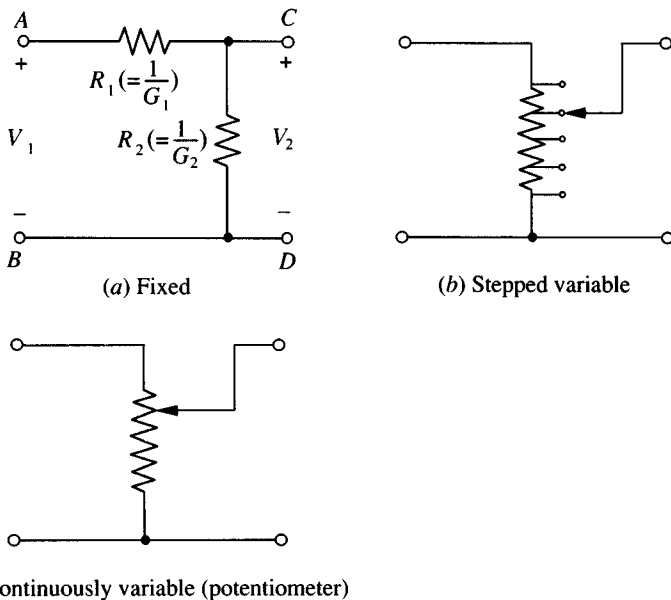 A C
+ +
R₁(=1/G₁)
V₁ R₂(=1/G₂) V₂
− −
B D
(a) Fixed
(b) Stepped variable
ontinuously variable (potentiometer)